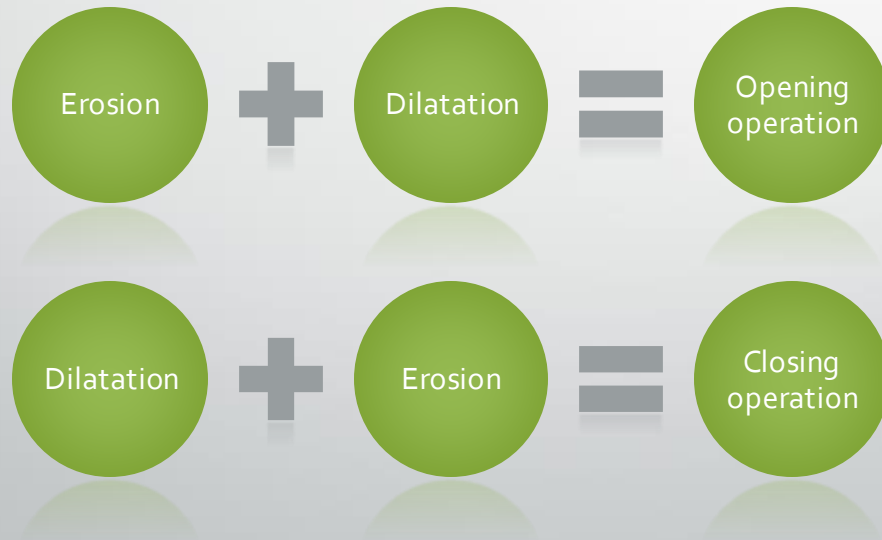 Erosion
Dilatation
Opening
operation
Dilatation
Erosion
Closing
operation